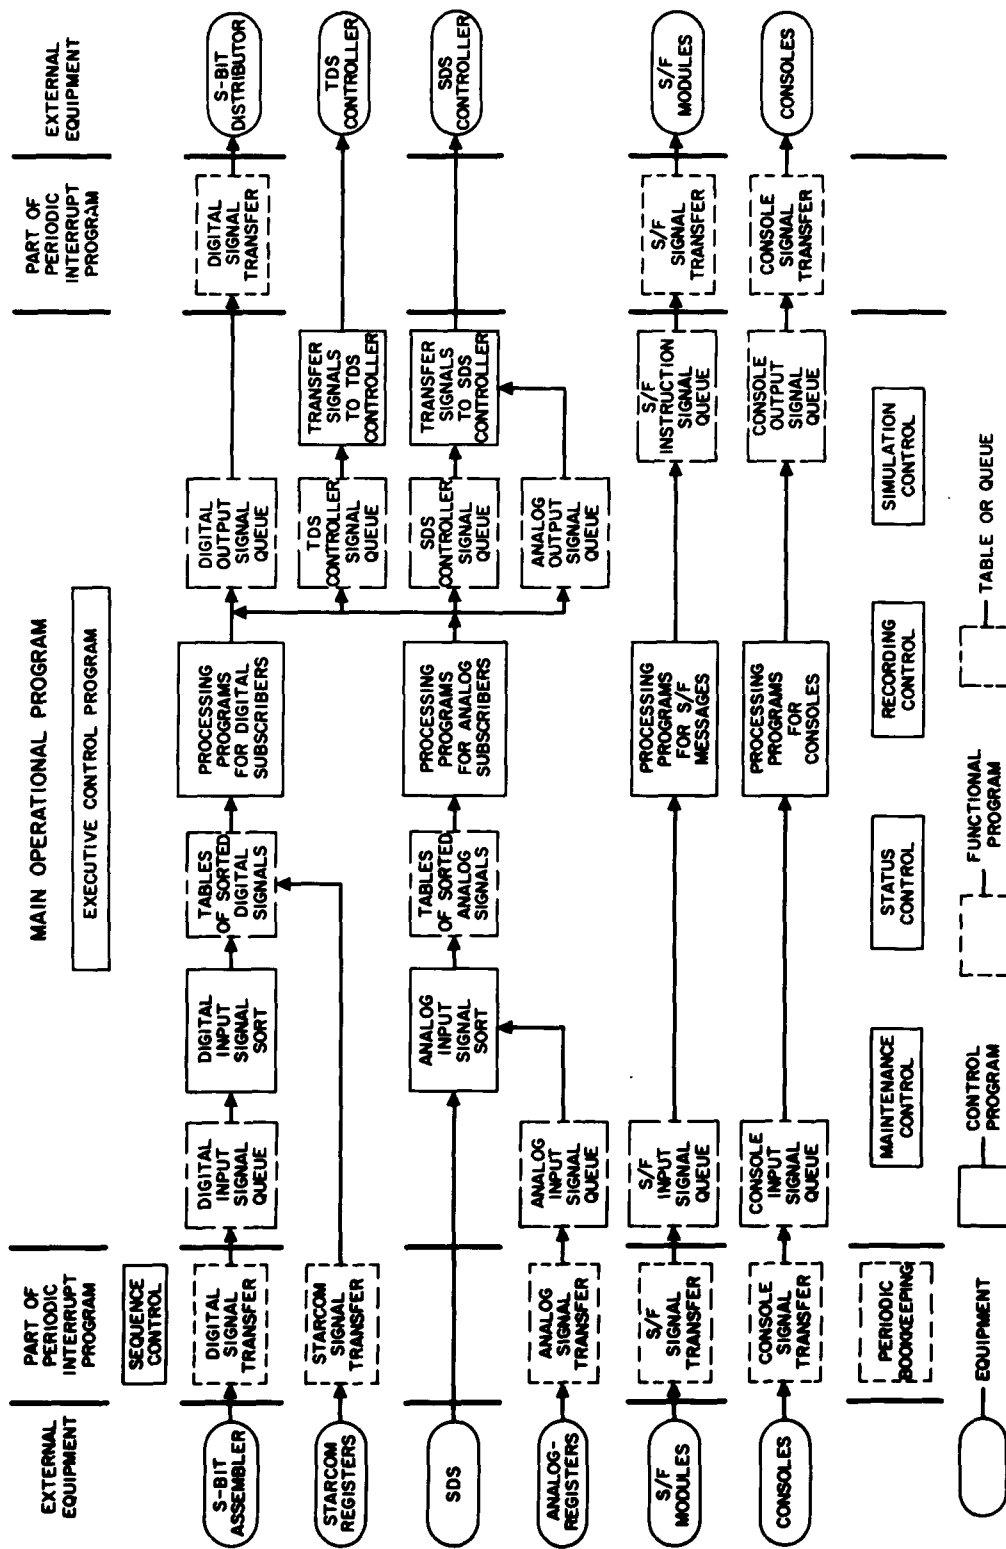 EXTERNAL
EQUIPMENT
PART OF
PERIODIC
INTERRUPT
PROGRAM
MAIN OPERATIONAL PROGRAM
EXECUTIVE CONTROL PROGRAM
PART OF
PERIODIC
INTERRUPT
PROGRAM
EXTERNAL
EQUIPMENT
SEQUENCE
CONTROL
S-BIT
ASSEMBLER
DIGITAL
SIGNAL
TRANSFER
DIGITAL
INPUT
SIGNAL
QUEUE
DIGITAL
INPUT
SIGNAL
SORT
TABLES
OF SORTED
DIGITAL
SIGNALS
PROCESSING
PROGRAMS
FOR DIGITAL
SUBSCRIBERS
DIGITAL
OUTPUT
SIGNAL
QUEUE
DIGITAL
SIGNAL
TRANSFER
S-BIT
DISTRIBUTOR
STARCOM
REGISTERS
STARCOM
SIGNAL
TRANSFER
TDS
CONTROLLER
SIGNAL
QUEUE
TRANSFER
SIGNALS
TO TDS
CONTROLLER
TDS
CONTROLLER
SDS
ANALOG
INPUT
SIGNAL
SORT
TABLES
OF SORTED
ANALOG
SIGNALS
PROCESSING
PROGRAMS
FOR ANALOG
SUBSCRIBERS
SDS
CONTROLLER
SIGNAL
QUEUE
TRANSFER
SIGNALS
TO SDS
CONTROLLER
SDS
CONTROLLER
ANALOG-
REGISTERS
ANALOG
SIGNAL
TRANSFER
ANALOG
INPUT
SIGNAL
QUEUE
ANALOG
OUTPUT
SIGNAL
QUEUE
S/F
MODULES
S/F
SIGNAL
TRANSFER
S/F
INPUT
SIGNAL
QUEUE
PROCESSING
PROGRAMS
FOR S/F
MESSAGES
S/F
INSTRUCTION
SIGNAL
QUEUE
S/F
SIGNAL
TRANSFER
S/F
MODULES
CONSOLES
CONSOLE
SIGNAL
TRANSFER
CONSOLE
INPUT
SIGNAL
QUEUE
PROCESSING
PROGRAMS
FOR
CONSOLES
CONSOLE
OUTPUT
SIGNAL
QUEUE
CONSOLE
SIGNAL
TRANSFER
CONSOLES
PERIODIC
BOOKKEEPING
MAINTENANCE
CONTROL
STATUS
CONTROL
RECORDING
CONTROL
SIMULATION
CONTROL
EQUIPMENT
CONTROL
PROGRAM
FUNCTIONAL
PROGRAM
TABLE OR QUEUE